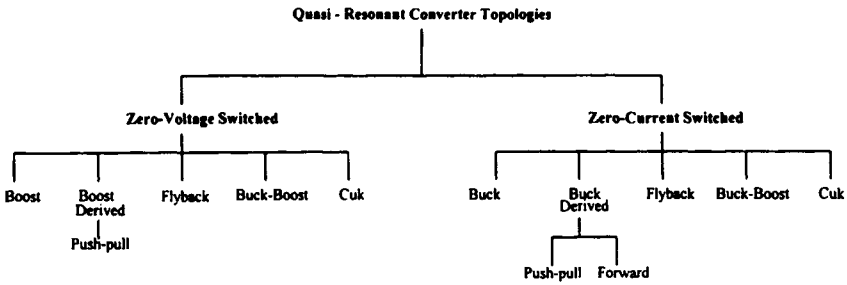 Quasi - Resonant Converter Topologies
Zero-Voltage Switched
Zero-Current Switched
Boost
Boost
Derived
Flyback
Buck-Boost
Cuk
Buck
Buck
Derived
Flyback
Buck-Boost
Cuk
Push-pull
Push-pull
Forward